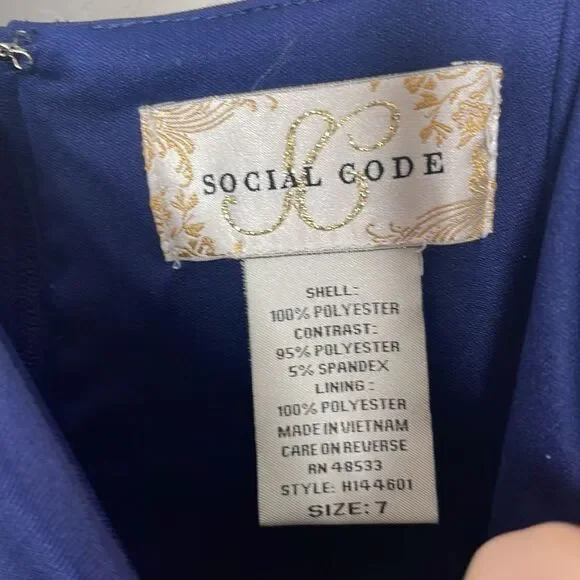 SC
SOCIAL CODE
SHELL:
100% POLYESTER
CONTRAST:
95% POLYESTER
5% SPANDEX
LINING :
100% POLYESTER
MADE IN VIETNAM
CARE ON REVERSE
RN 48533
STYLE: H144601
SIZE: 7